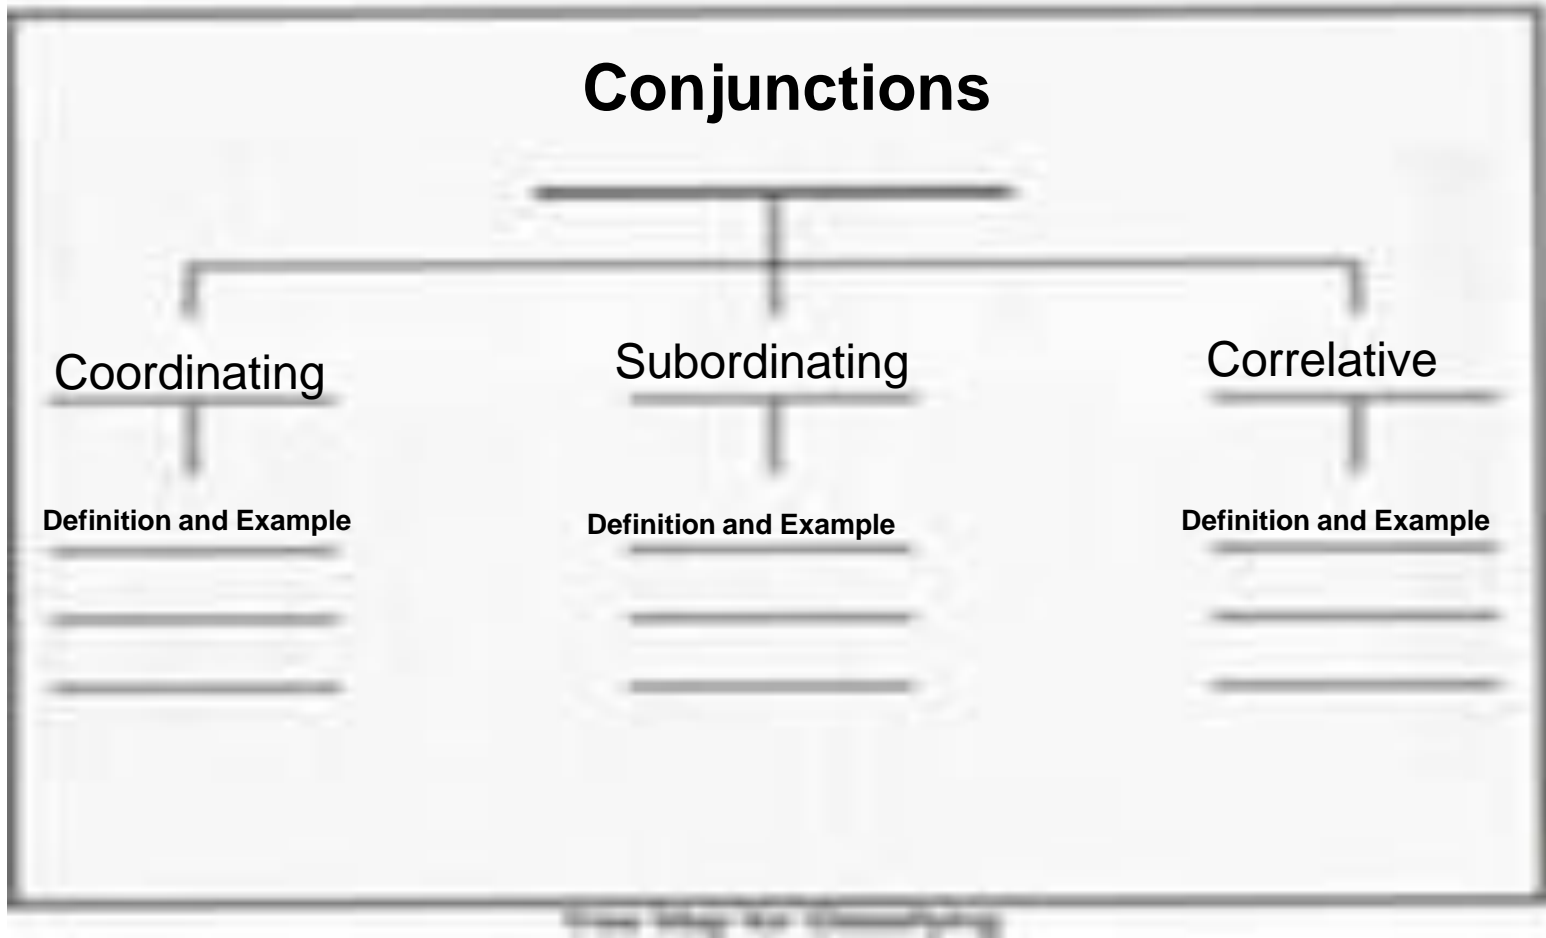 Conjunctions
Coordinating
Subordinating
Correlative
Definition and Example
Definition and Example
Definition and Example